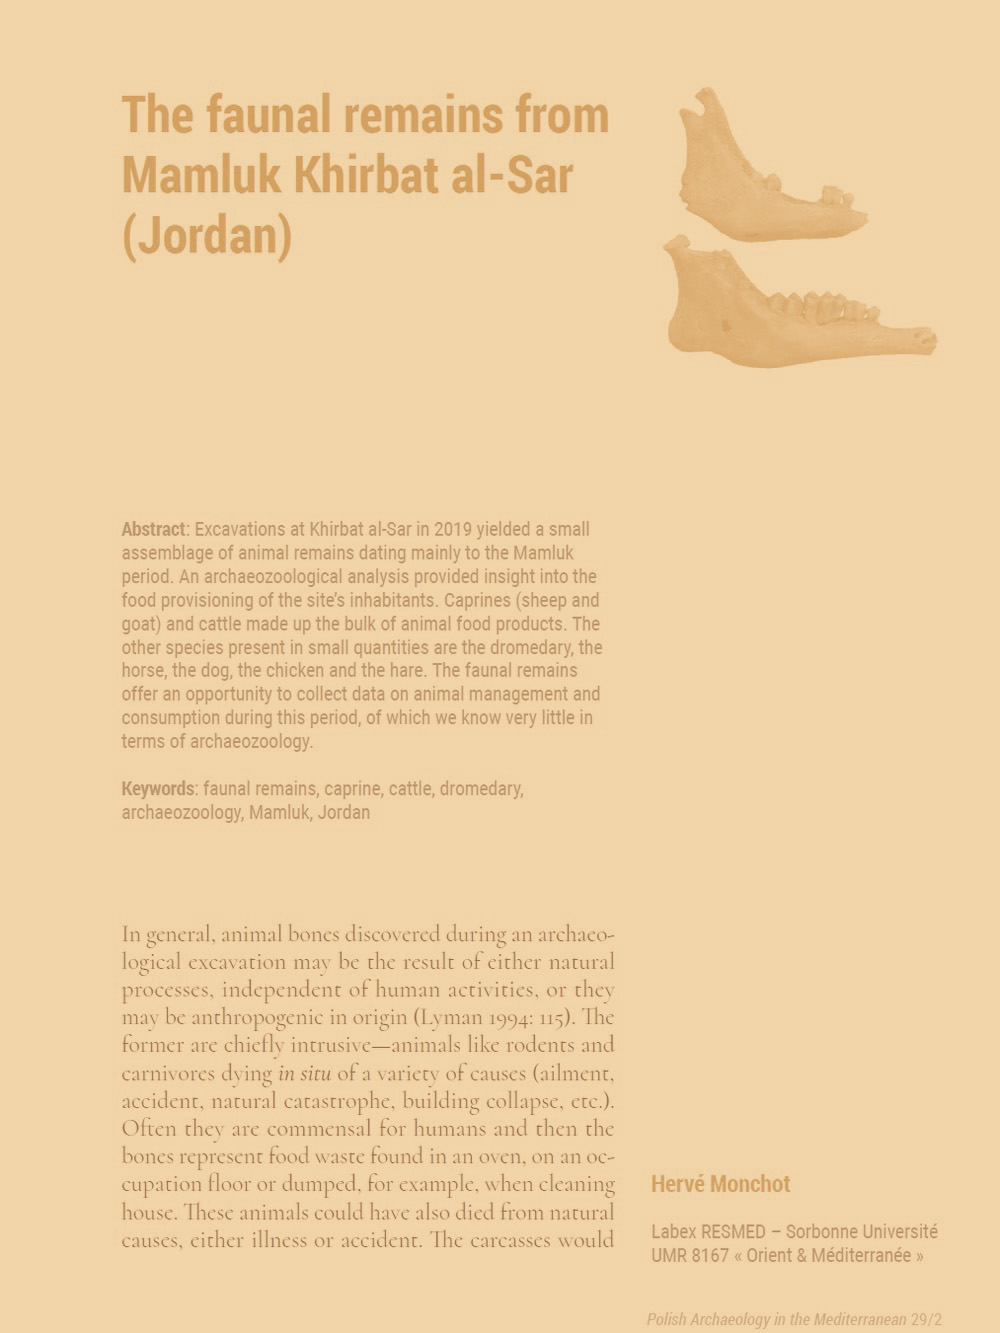 The faunal remains from
Mamluk Khirbat al-Sar
(Jordan)
Abstract: Excavations at Khirbat al-Sar in 2019 yielded a small
assemblage of animal remains dating mainly to the Mamluk
period. An archaeozoological analysis provided insight into the
food provisioning of the site's inhabitants. Caprines (sheep and
goat) and cattle made up the bulk of animal food products. The
other species present in small quantities are the dromedary, the
horse, the dog, the chicken and the hare. The faunal remains
offer an opportunity to collect data on animal management and
consumption during this period, of which we know very little in
terms of archaeozoology.
Keywords: faunal remains, caprine, cattle, dromedary,
archaeozoology, Mamluk, Jordan
In general, animal bones discovered during an archaeo-
logical excavation may be the result of either natural
processes, independent of human activities, or they
may be anthropogenic in origin (Lyman 1994: 115). The
former are chiefly intrusive—animals like rodents and
carnivores dying in situ of a variety of causes (ailment,
accident, natural catastrophe, building collapse, etc.).
Often they are commensal for humans and then the
bones represent food waste found in an oven, on an oc-
cupation floor or dumped, for example, when cleaning
house. These animals could have also died from natural
causes, either illness or accident. The carcasses would
Hervé Monchot
Labex RESMED – Sorbonne Université
UMR 8167 « Orient & Méditerranée »
Polish Archaeology in the Mediterranean 29/2